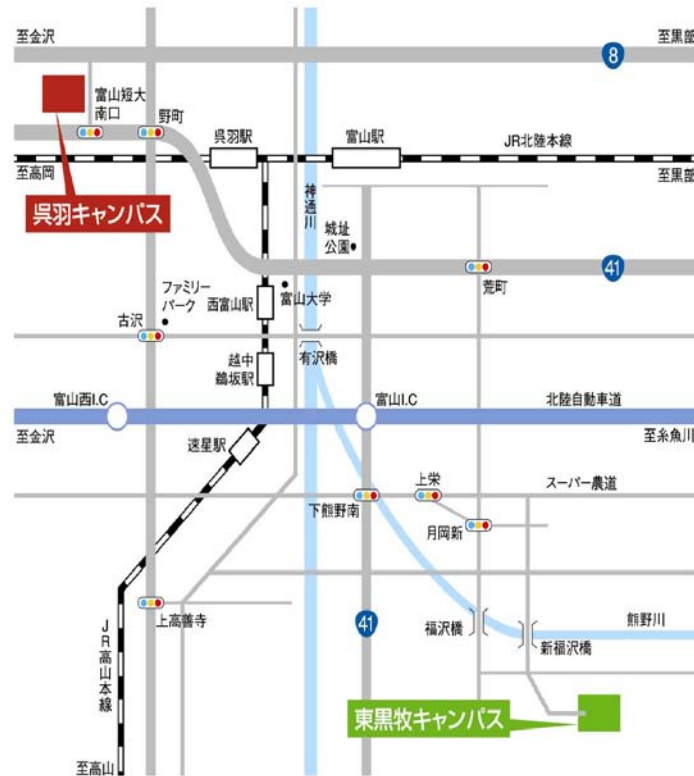 至金沢
至黒部
8
富山短大
南口
野町
呉羽駅
富山駅
JR北陸本線
至高岡
至黒部
呉羽キャンパス
神通川
城址
公園
41
荒町
ファミリー
パーク
西富山駅
富山大学
古沢
越中
鵜坂駅
有沢橋
富山西I.C
富山I.C
北陸自動車道
至金沢
至糸魚川
速星駅
上栄
スーパー農道
下熊野南
月岡新
上高善寺
41
福沢橋
熊野川
新福沢橋
JR高山本線
東黒牧キャンパス
至高山